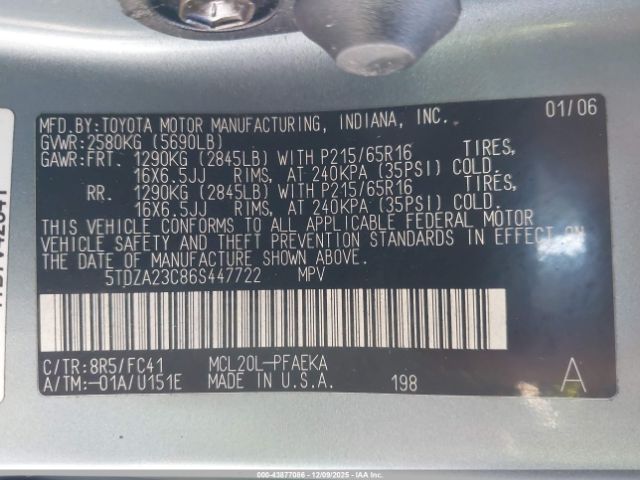 MFD.BY:TOYOTA MOTOR MANUFACTURING, INDIANA, INC. 01/06
GVWR:2580KG (5690LB)
GAWR:FRT. 1290KG (2845LB) WITH P215/65R16 TIRES,
16X6.5JJ RIMS, AT 240KPA (35PSI) COLD.
RR. 1290KG (2845LB) WITH P215/65R16 TIRES,
16X6.5JJ RIMS, AT 240KPA (35PSI) COLD.
THIS VEHICLE CONFORMS TO ALL APPLICABLE FEDERAL MOTOR
VEHICLE SAFETY AND THEFT PREVENTION STANDARDS IN EFFECT ON
THE DATE OF MANUFACTURE SHOWN ABOVE.
5TDZA23C86S447722 MPV
C/TR:8R5/FC41 MCL20L-PFAEKA
A/TM:-01A/U151E MADE IN U.S.A. 198 A
000-43877086 - 12/09/2025 - IAAI.CA